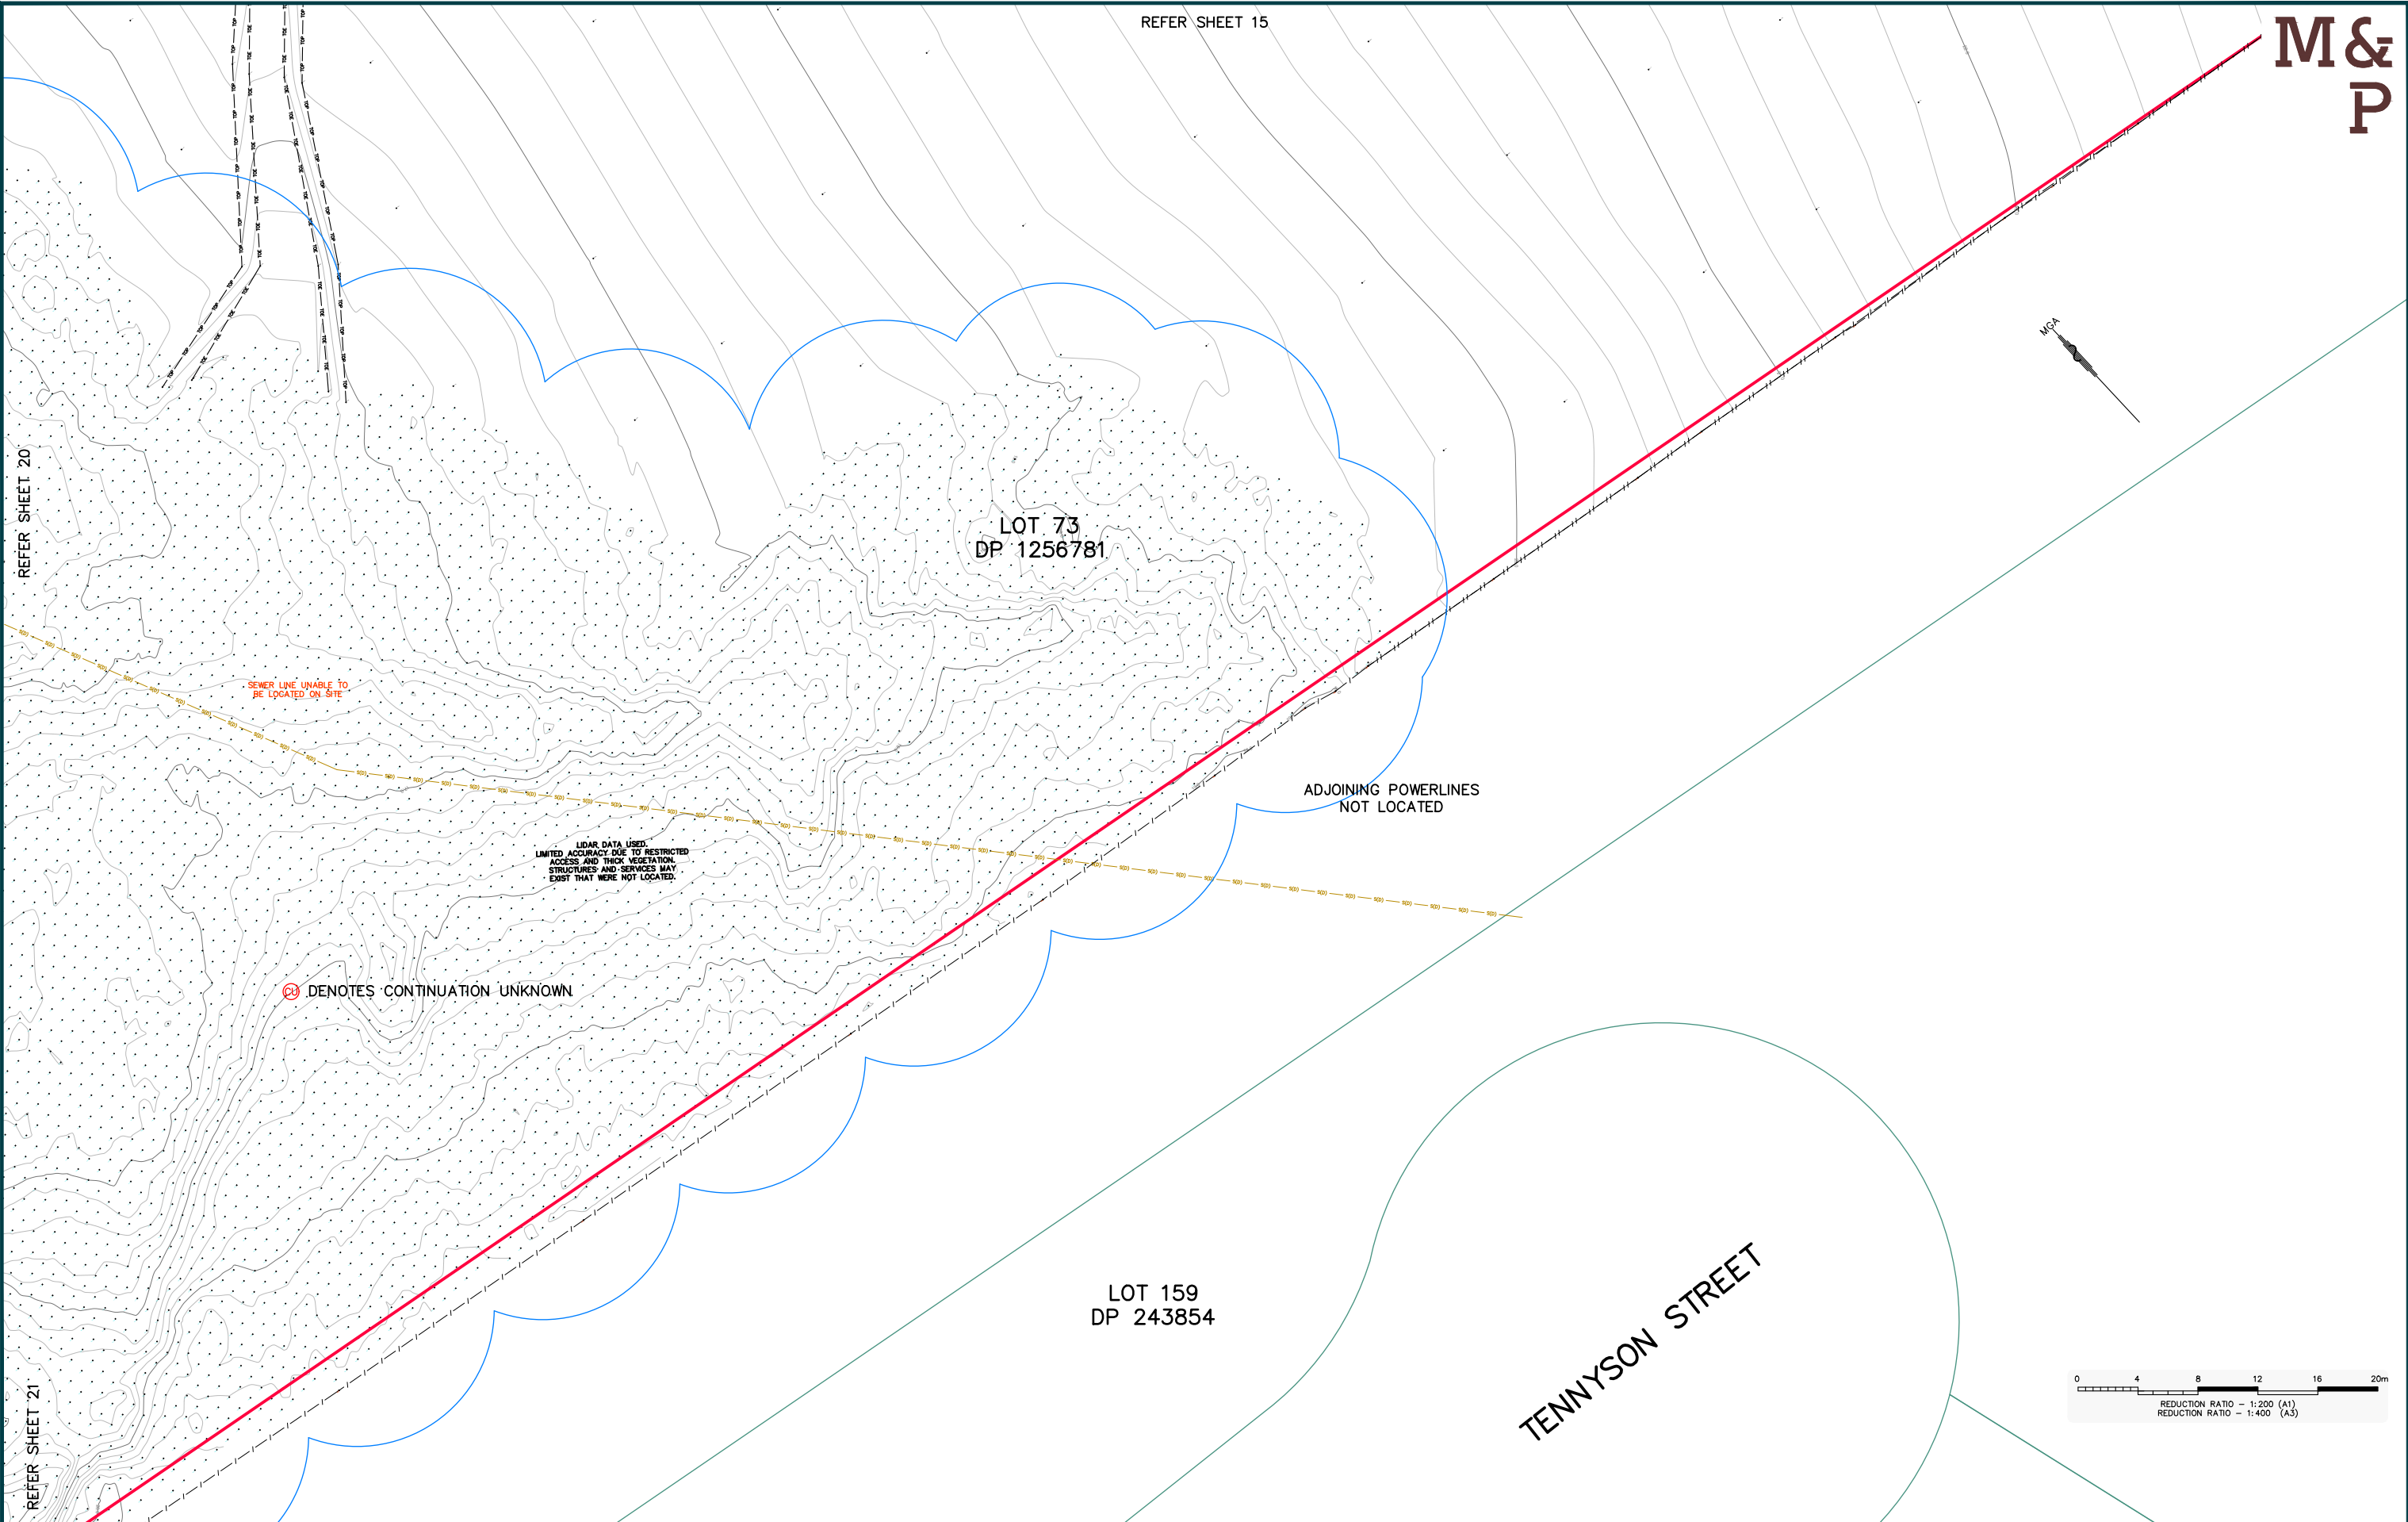 REFER SHEET 15
M&
P
MGA
REFER SHEET 20
LOT 73
DP 1256781
SEWER LINE UNABLE TO
BE LOCATED ON SITE
ADJOINING POWERLINES
NOT LOCATED
LIDAR DATA USED.
LIMITED ACCURACY DUE TO RESTRICTED
ACCESS AND THICK VEGETATION.
STRUCTURES AND SERVICES MAY
EXIST THAT WERE NOT LOCATED.
CU DENOTES CONTINUATION UNKNOWN
LOT 159
DP 243854
TENNYSON STREET
REFER SHEET 21
0 4 8 12 16 20m
REDUCTION RATIO - 1:200 (A1)
REDUCTION RATIO - 1:400 (A3)
TOP
TOE
S(D)